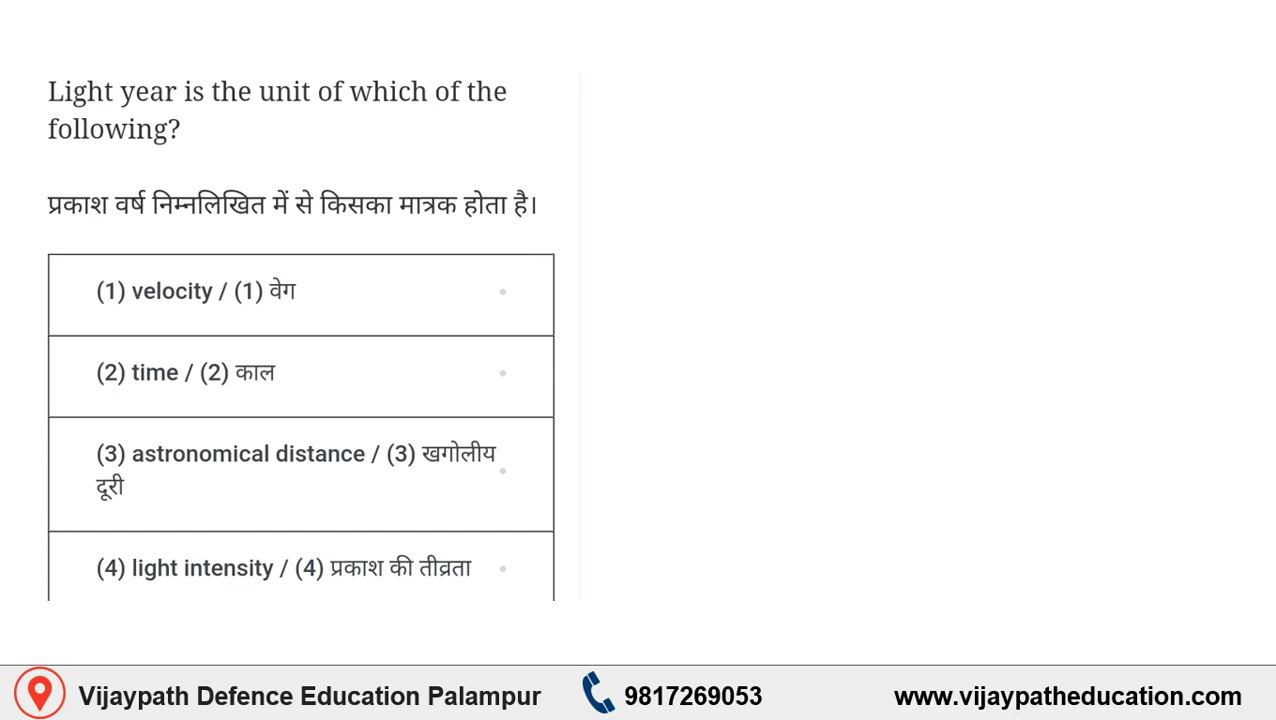 Light year is the unit of which of the
following?
प्रकाश वर्ष निम्नलिखित में से किसका मात्रक होता है।
(1) velocity / (1) वेग
(2) time / (2) काल
(3) astronomical distance / (3) खगोलीय
दूरी
(4) light intensity / (4) प्रकाश की तीव्रता
Vijaypath Defence Education Palampur 9817269053 www.vijaypatheducation.com